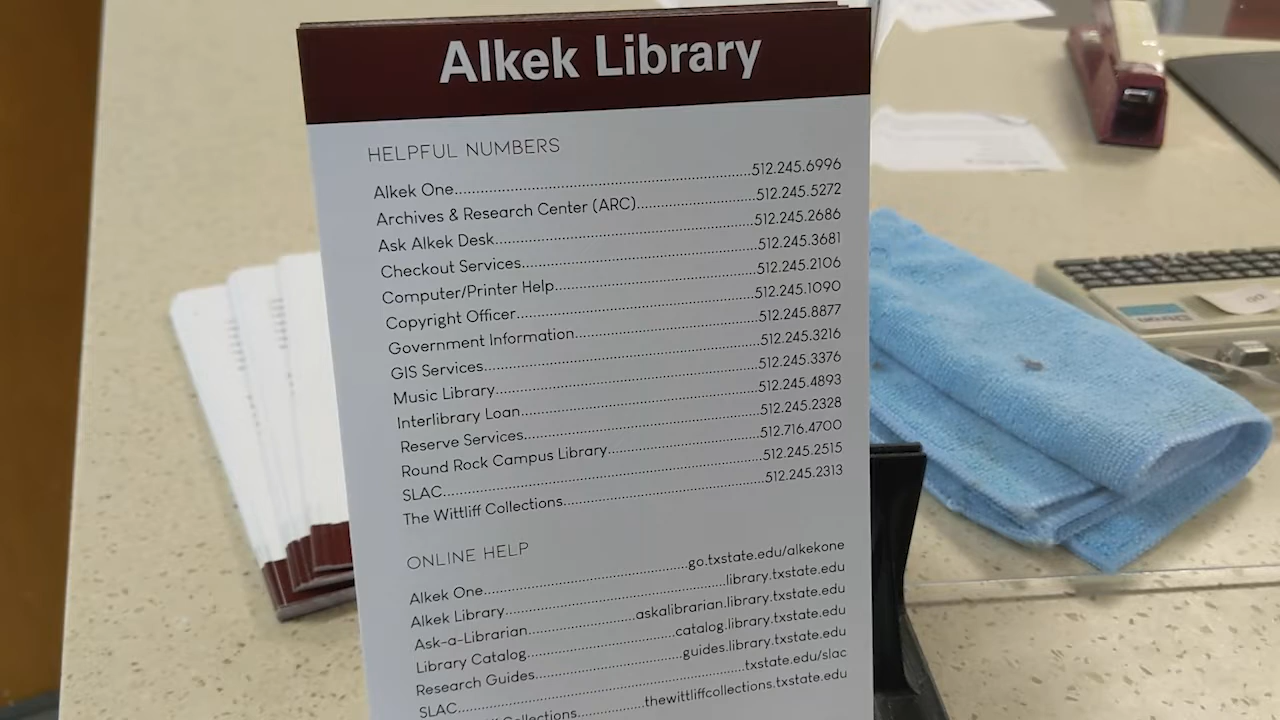 Alkek Library
HELPFUL NUMBERS
Alkek One..........512.245.6996
Archives & Research Center (ARC)..........512.245.5272
Ask Alkek Desk..........512.245.2686
Checkout Services..........512.245.3681
Computer/Printer Help..........512.245.2106
Copyright Officer..........512.245.1090
Government Information..........512.245.8877
GIS Services..........512.245.3216
Music Library..........512.245.3376
Interlibrary Loan..........512.245.4893
Reserve Services..........512.245.2328
Round Rock Campus Library..........512.716.4700
SLAC..........512.245.2515
The Wittliff Collections..........512.245.2313
ONLINE HELP
Alkek One..........go.txstate.edu/alkekone
Alkek Library..........library.txstate.edu
Ask-a-Librarian..........askalibrarian.library.txstate.edu
Library Catalog..........catalog.library.txstate.edu
Research Guides..........guides.library.txstate.edu
SLAC..........txstate.edu/slac
Collections..........thewittliffcollections.txstate.edu